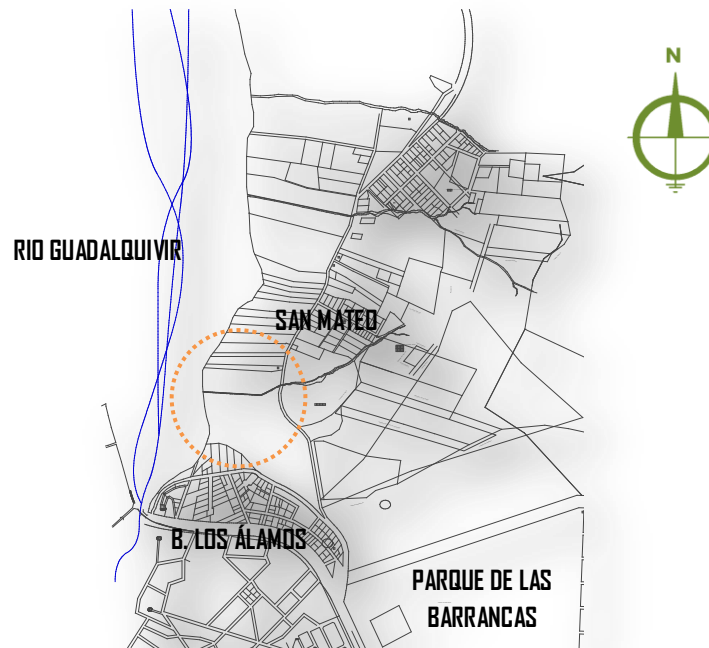 N
RIO GUADALQUIVIR
SAN MATEO
B. LOS ÁLAMOS
PARQUE DE LAS
BARRANCAS